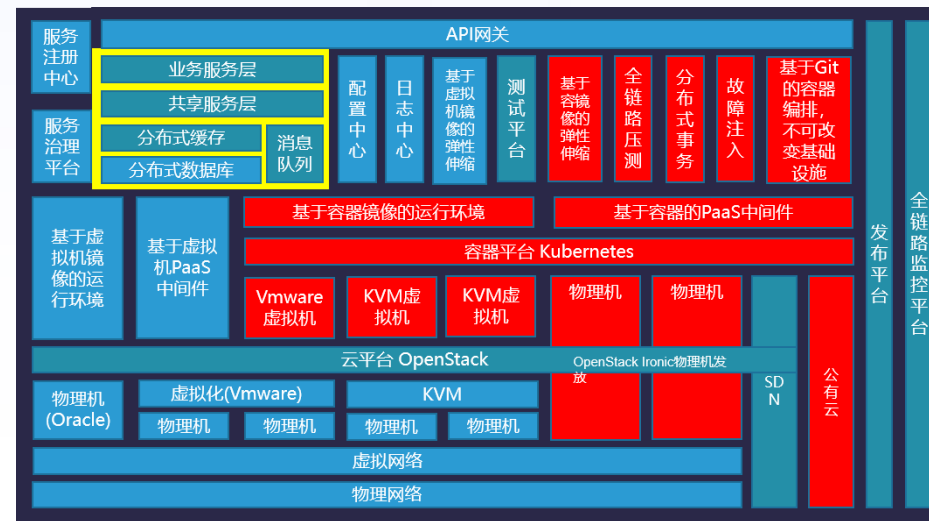 服务
注册
中心
API网关
业务服务层
共享服务层
分布式缓存
分布式数据库
消息
队列
服务
治理
平台
配置中心
日志中心
基于
虚拟
机镜
像的
弹性
伸缩
测试平台
基于
容镜
像的
弹性
伸缩
全链路压测
分布式事务
故障注入
基于Git
的容器
编排，
不可改
变基础
设施
发布平台
全链路监控平台
基于虚
拟机镜
像的运
行环境
基于虚拟
机PaaS
中间件
基于容器镜像的运行环境
基于容器的PaaS中间件
容器平台 Kubernetes
Vmware
虚拟机
KVM虚
拟机
KVM虚
拟机
物理机
物理机
云平台 OpenStack
OpenStack Ironic物理机发
放
SD
N
公有云
物理机
(Oracle)
虚拟化(Vmware)
KVM
物理机
物理机
物理机
物理机
虚拟网络
物理网络